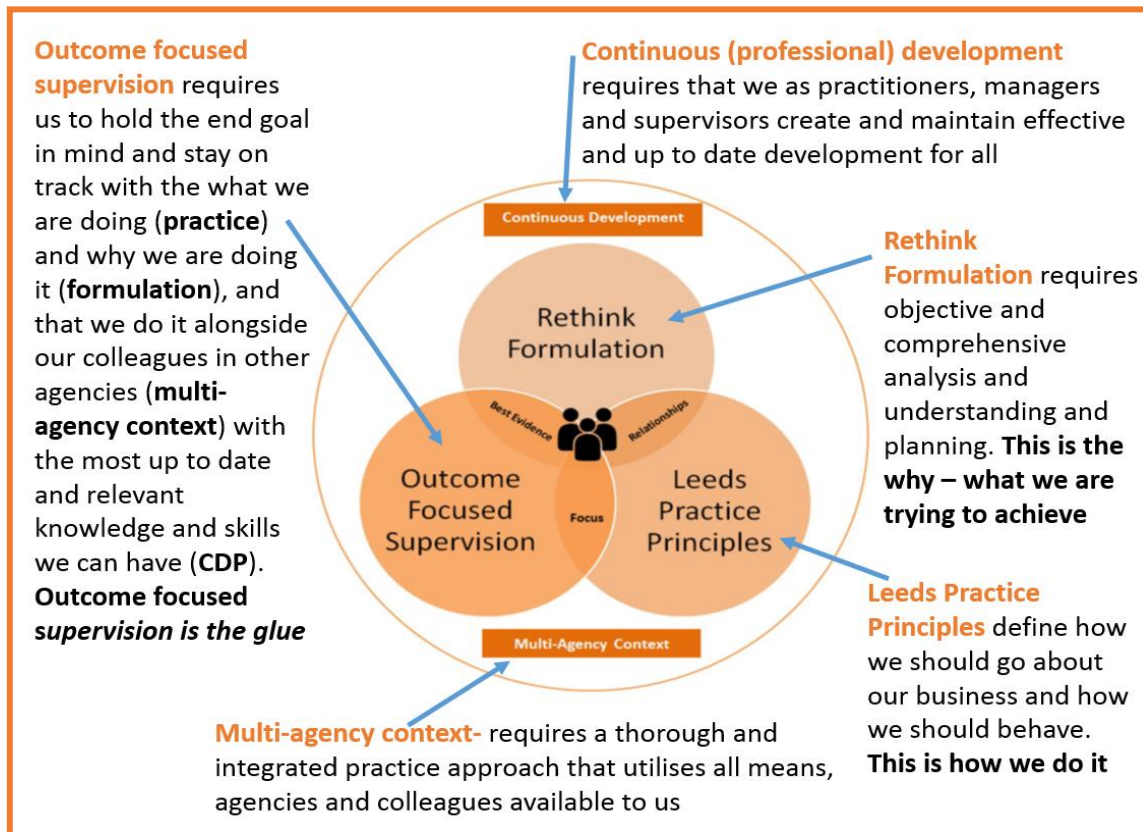 Outcome focused
supervision requires
us to hold the end goal
in mind and stay on
track with the what we
are doing (practice)
and why we are doing
it (formulation), and
that we do it alongside
our colleagues in other
agencies (multi-
agency context) with
the most up to date
and relevant
knowledge and skills
we can have (CDP).
Outcome focused
supervision is the glue
Continuous (professional) development
requires that we as practitioners, managers
and supervisors create and maintain effective
and up to date development for all
Continuous Development
Rethink
Formulation
Best Evidence
Relationships
Outcome
Focused
Supervision
Focus
Leeds
Practice
Principles
Multi-Agency Context
Rethink
Formulation requires
objective and
comprehensive
analysis and
understanding and
planning. This is the
why – what we are
trying to achieve
Leeds Practice
Principles define how
we should go about
our business and how
we should behave.
This is how we do it
Multi-agency context- requires a thorough and
integrated practice approach that utilises all means,
agencies and colleagues available to us